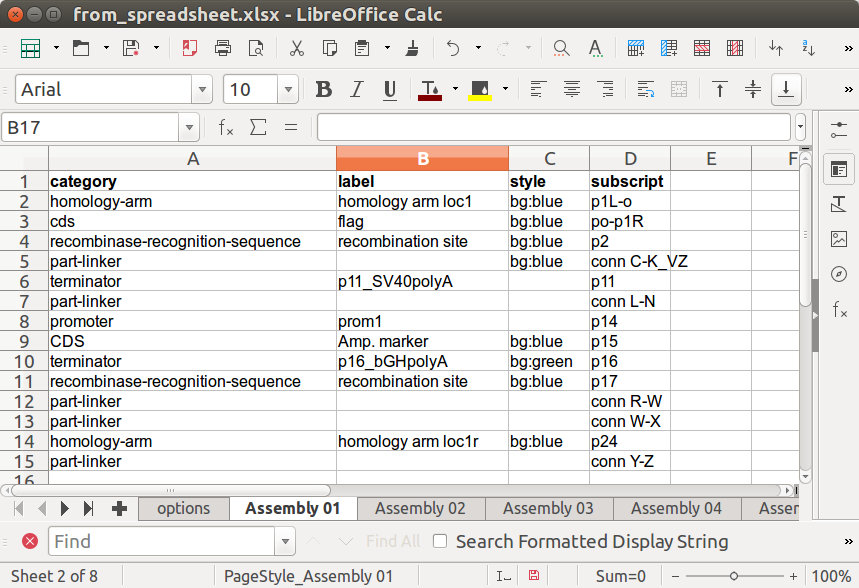 from_spreadsheet.xlsx - LibreOffice Calc
Arial 10
B17
A B C D E F
1 category label style subscript
2 homology-arm homology arm loc1 bg:blue p1L-o
3 cds flag bg:blue po-p1R
4 recombinase-recognition-sequence recombination site bg:blue p2
5 part-linker bg:blue conn C-K_VZ
6 terminator p11_SV40polyA p11
7 part-linker conn L-N
8 promoter prom1 p14
9 CDS Amp. marker bg:blue p15
10 terminator p16_bGHpolyA bg:green p16
11 recombinase-recognition-sequence recombination site bg:blue p17
12 part-linker conn R-W
13 part-linker conn W-X
14 homology-arm homology arm loc1r bg:blue p24
15 part-linker conn Y-Z
16
options Assembly 01 Assembly 02 Assembly 03 Assembly 04 Assem
Find Find All Search Formatted Display String
Sheet 2 of 8 PageStyle_Assembly 01 Sum=0 100%